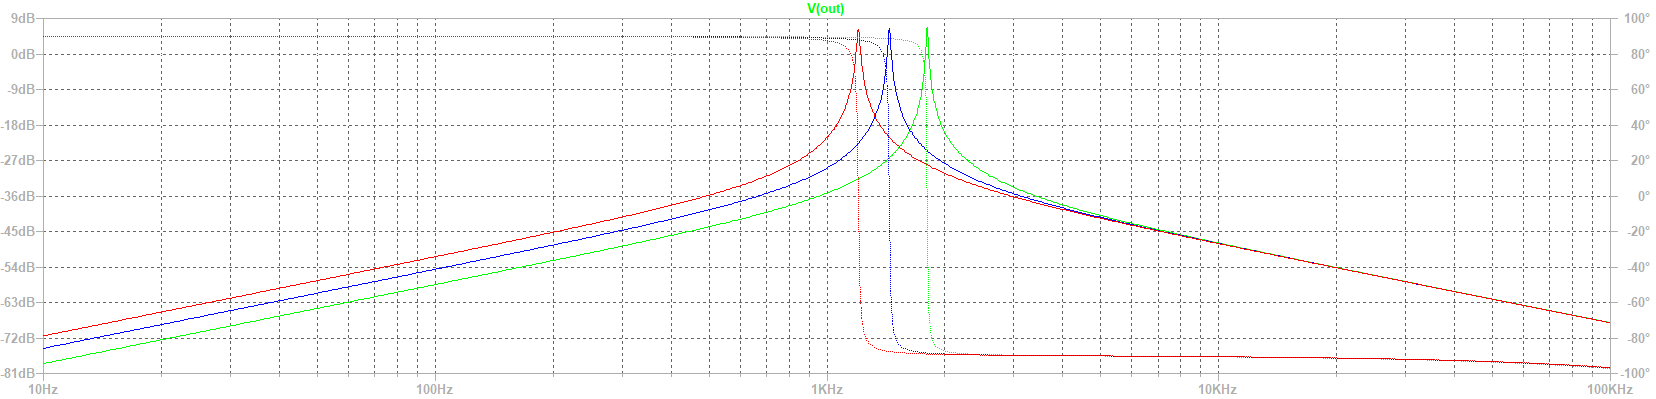 V(out)
9dB 100°
0dB 80°
-9dB 60°
-18dB 40°
-27dB 20°
-36dB 0°
-45dB -20°
-54dB -40°
-63dB -60°
-72dB -80°
-81dB -100°
10Hz 100Hz 1KHz 10KHz 100KHz